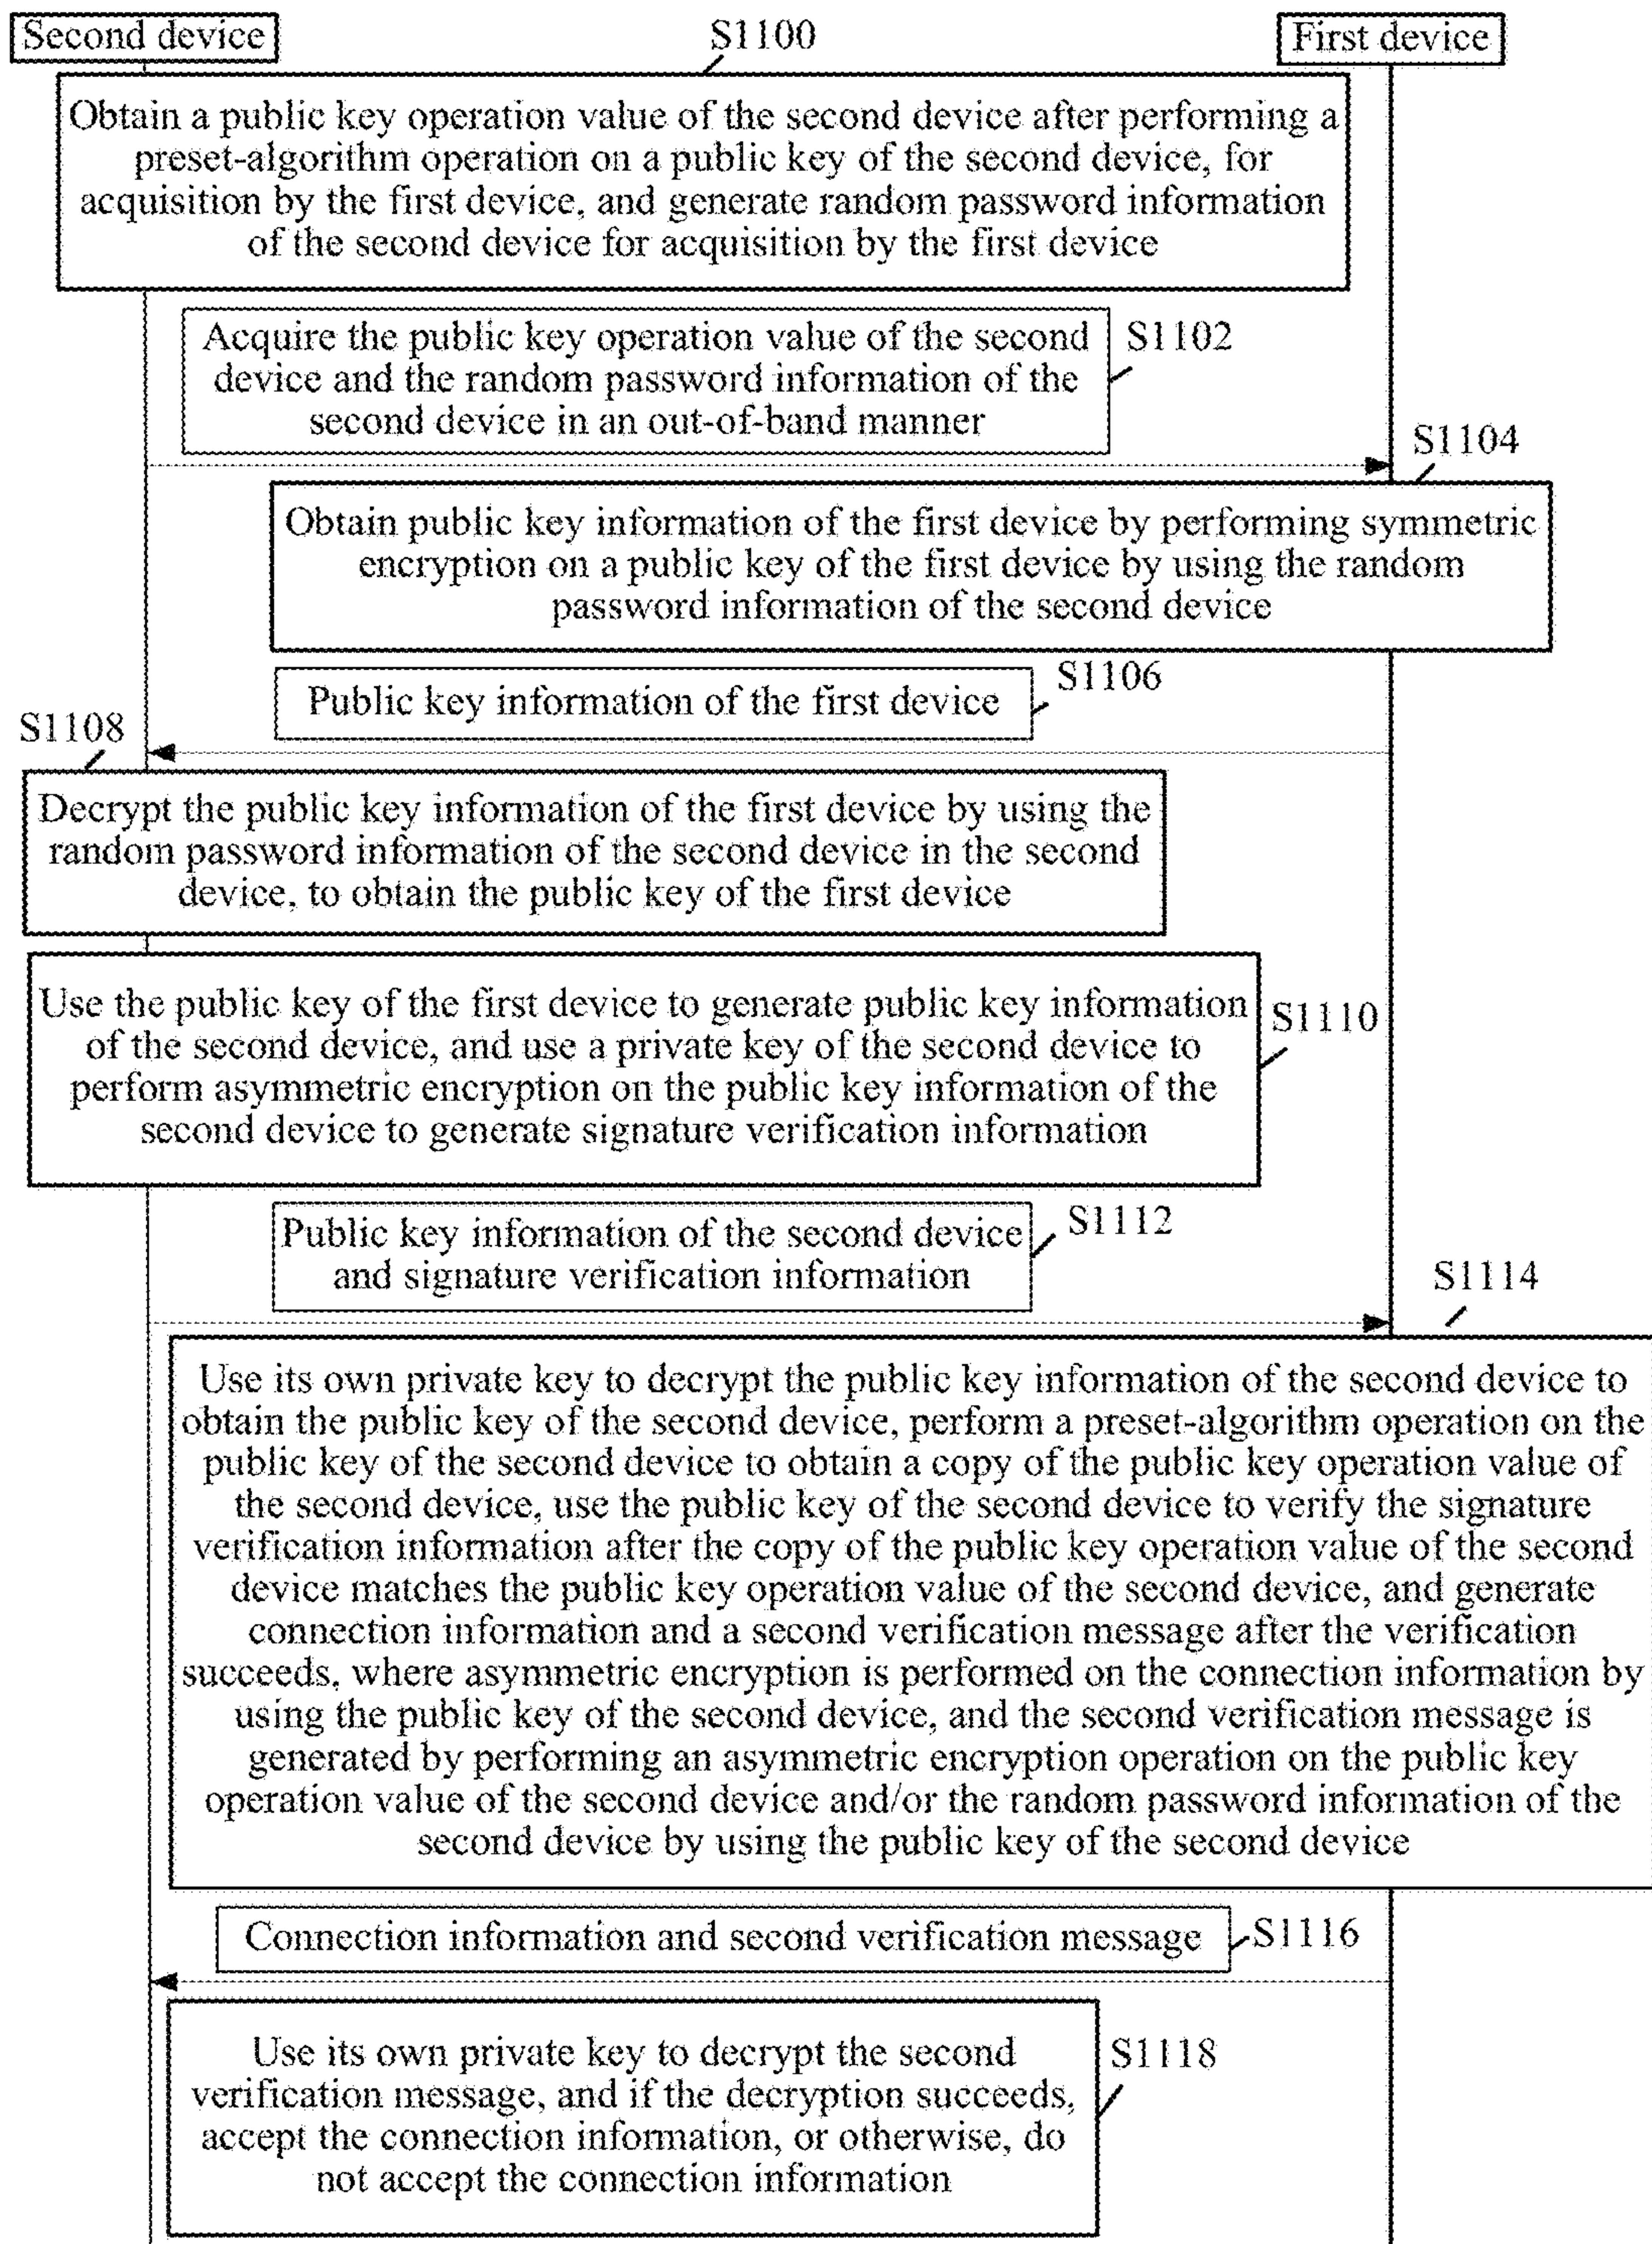 Second device
S1100
First device
Obtain a public key operation value of the second device after performing a
preset-algorithm operation on a public key of the second device, for
acquisition by the first device, and generate random password information
of the second device for acquisition by the first device
Acquire the public key operation value of the second
device and the random password information of the
second device in an out-of-band manner
S1102
S1104
Obtain public key information of the first device by performing symmetric
encryption on a public key of the first device by using the random
password information of the second device
Public key information of the first device
S1106
S1108
Decrypt the public key information of the first device by using the
random password information of the second device in the second
device, to obtain the public key of the first device
Use the public key of the first device to generate public key information
of the second device, and use a private key of the second device to
perform asymmetric encryption on the public key information of the
second device to generate signature verification information
S1110
Public key information of the second device
and signature verification information
S1112
S1114
Use its own private key to decrypt the public key information of the second device to
obtain the public key of the second device, perform a preset-algorithm operation on the
public key of the second device to obtain a copy of the public key operation value of
the second device, use the public key of the second device to verify the signature
verification information after the copy of the public key operation value of the second
device matches the public key operation value of the second device, and generate
connection information and a second verification message after the verification
succeeds, where asymmetric encryption is performed on the connection information by
using the public key of the second device, and the second verification message is
generated by performing an asymmetric encryption operation on the public key
operation value of the second device and/or the random password information of the
second device by using the public key of the second device
Connection information and second verification message
S1116
Use its own private key to decrypt the second
verification message, and if the decryption succeeds,
accept the connection information, or otherwise, do
not accept the connection information
S1118